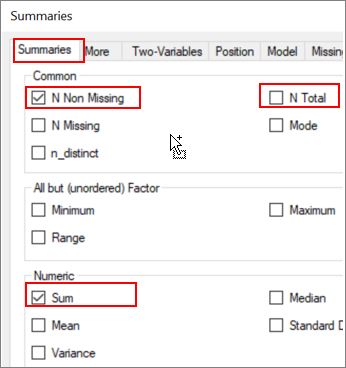 Summaries
Summaries More Two-Variables Position Model Missing
Common
N Non Missing N Total
N Missing Mode
n_distinct
All but (unordered) Factor
Minimum Maximum
Range
Numeric
Sum Median
Mean Standard D
Variance